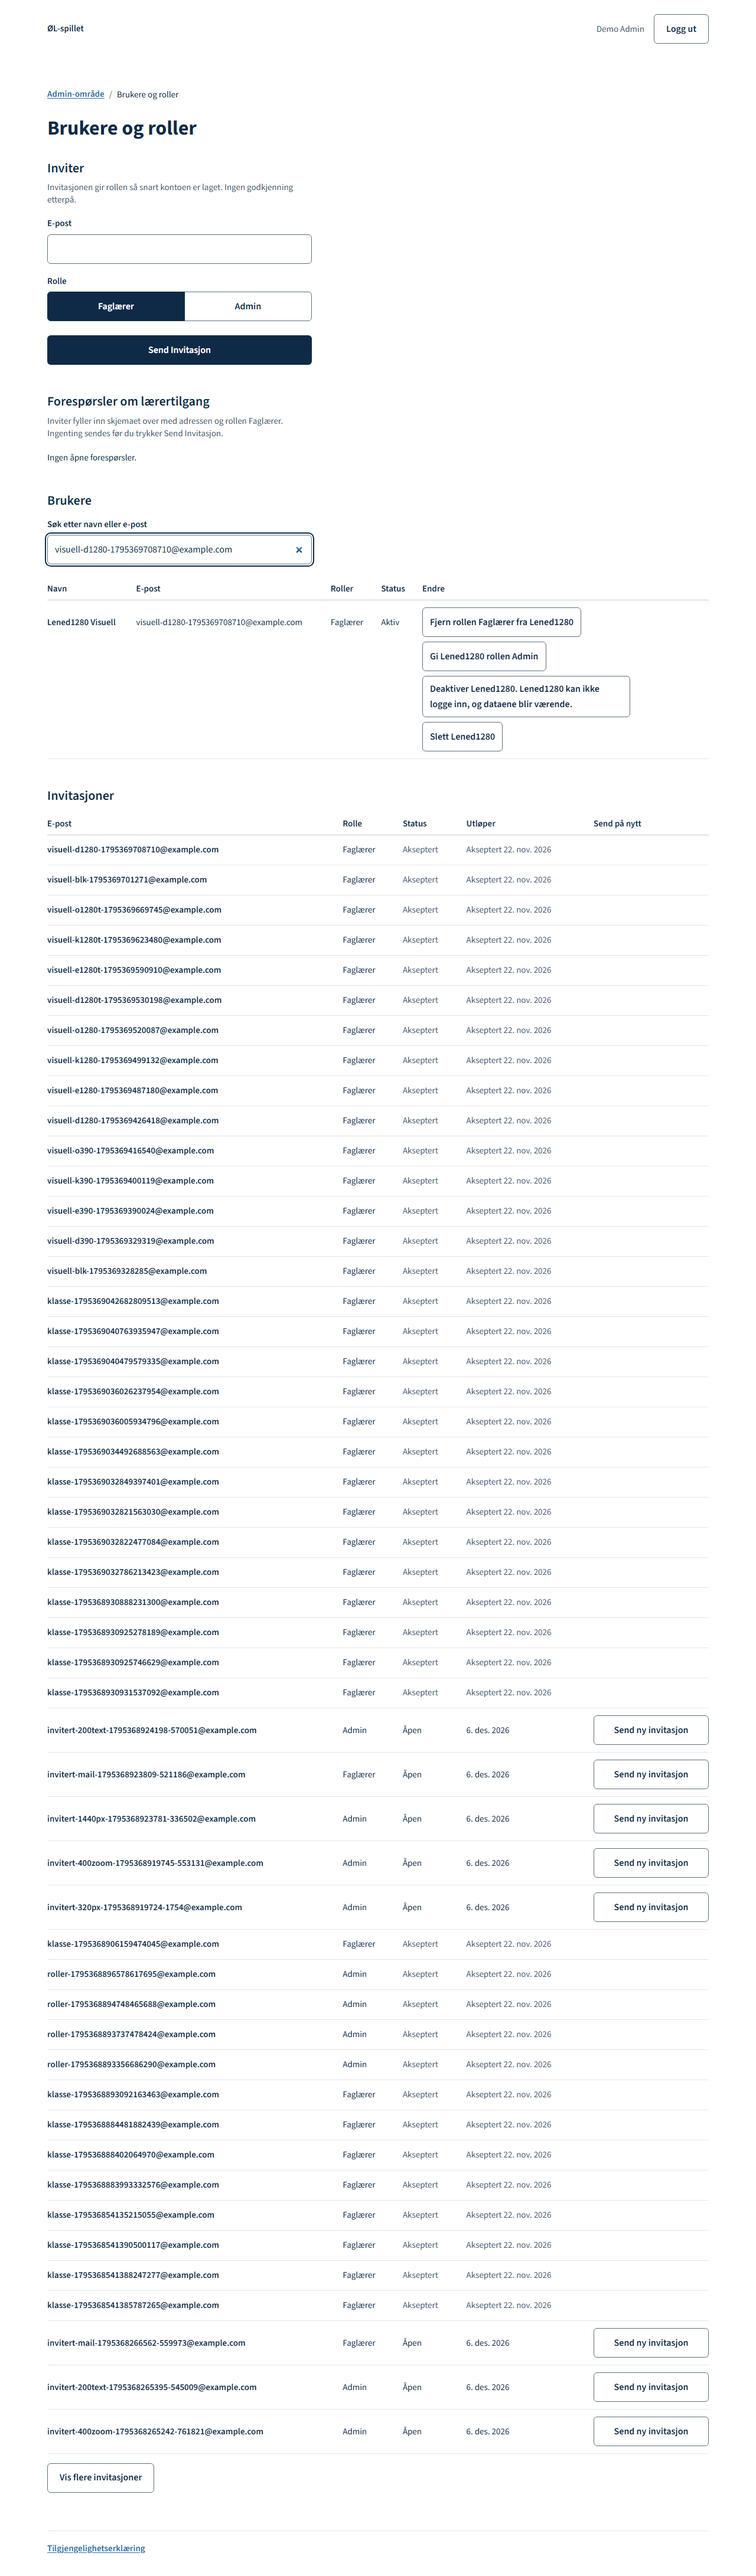 ØL-spillet
Demo Admin
Logg ut
Admin-område / Brukere og roller
Brukere og roller
Inviter
Invitasjonen gir rollen så snart kontoen er laget. Ingen godkjenning
etterpå.
E-post
Rolle
Faglærer
Admin
Send Invitasjon
Forespørsler om lærertilgang
Inviter fyller inn skjemaet over med adressen og rollen Faglærer.
Ingenting sendes før du trykker Send Invitasjon.
Ingen åpne forespørsler.
Brukere
Søk etter navn eller e-post
visuell-d1280-1795369708710@example.com
Navn E-post Roller Status Endre
Lened1280 Visuell visuell-d1280-1795369708710@example.com Faglærer Aktiv Fjern rollen Faglærer fra Lened1280
Gi Lened1280 rollen Admin
Deaktiver Lened1280. Lened1280 kan ikke
logge inn, og dataene blir værende.
Slett Lened1280
Invitasjoner
E-post Rolle Status Utløper Send på nytt
visuell-d1280-1795369708710@example.com Faglærer Akseptert Akseptert 22. nov. 2026
visuell-blk-1795369701271@example.com Faglærer Akseptert Akseptert 22. nov. 2026
visuell-o1280t-1795369669745@example.com Faglærer Akseptert Akseptert 22. nov. 2026
visuell-k1280t-1795369623480@example.com Faglærer Akseptert Akseptert 22. nov. 2026
visuell-e1280t-1795369590910@example.com Faglærer Akseptert Akseptert 22. nov. 2026
visuell-d1280t-1795369530198@example.com Faglærer Akseptert Akseptert 22. nov. 2026
visuell-o1280-1795369520087@example.com Faglærer Akseptert Akseptert 22. nov. 2026
visuell-k1280-1795369499132@example.com Faglærer Akseptert Akseptert 22. nov. 2026
visuell-e1280-1795369487180@example.com Faglærer Akseptert Akseptert 22. nov. 2026
visuell-d1280-1795369426418@example.com Faglærer Akseptert Akseptert 22. nov. 2026
visuell-o390-1795369416540@example.com Faglærer Akseptert Akseptert 22. nov. 2026
visuell-k390-1795369400119@example.com Faglærer Akseptert Akseptert 22. nov. 2026
visuell-e390-1795369390024@example.com Faglærer Akseptert Akseptert 22. nov. 2026
visuell-d390-1795369329319@example.com Faglærer Akseptert Akseptert 22. nov. 2026
visuell-blk-1795369328285@example.com Faglærer Akseptert Akseptert 22. nov. 2026
klasse-1795369042682809513@example.com Faglærer Akseptert Akseptert 22. nov. 2026
klasse-1795369040763935947@example.com Faglærer Akseptert Akseptert 22. nov. 2026
klasse-1795369040479579335@example.com Faglærer Akseptert Akseptert 22. nov. 2026
klasse-1795369036026237954@example.com Faglærer Akseptert Akseptert 22. nov. 2026
klasse-1795369036005934796@example.com Faglærer Akseptert Akseptert 22. nov. 2026
klasse-1795369034492688563@example.com Faglærer Akseptert Akseptert 22. nov. 2026
klasse-1795369032849397401@example.com Faglærer Akseptert Akseptert 22. nov. 2026
klasse-1795369032821563030@example.com Faglærer Akseptert Akseptert 22. nov. 2026
klasse-1795369032822477084@example.com Faglærer Akseptert Akseptert 22. nov. 2026
klasse-1795369032786213423@example.com Faglærer Akseptert Akseptert 22. nov. 2026
klasse-1795368930888231300@example.com Faglærer Akseptert Akseptert 22. nov. 2026
klasse-1795368930925278189@example.com Faglærer Akseptert Akseptert 22. nov. 2026
klasse-1795368930925746629@example.com Faglærer Akseptert Akseptert 22. nov. 2026
klasse-1795368930931537092@example.com Faglærer Akseptert Akseptert 22. nov. 2026
invitert-200text-1795368924198-570051@example.com Admin Åpen 6. des. 2026 Send ny invitasjon
invitert-mail-1795368923809-521186@example.com Faglærer Åpen 6. des. 2026 Send ny invitasjon
invitert-1440px-1795368923781-336502@example.com Admin Åpen 6. des. 2026 Send ny invitasjon
invitert-400zoom-1795368919745-553131@example.com Admin Åpen 6. des. 2026 Send ny invitasjon
invitert-320px-1795368919724-1754@example.com Admin Åpen 6. des. 2026 Send ny invitasjon
klasse-1795368906159474045@example.com Faglærer Akseptert Akseptert 22. nov. 2026
roller-1795368896578617695@example.com Admin Akseptert Akseptert 22. nov. 2026
roller-1795368894748465688@example.com Admin Akseptert Akseptert 22. nov. 2026
roller-1795368893737478424@example.com Admin Akseptert Akseptert 22. nov. 2026
roller-1795368893356686290@example.com Admin Akseptert Akseptert 22. nov. 2026
klasse-1795368893092163463@example.com Faglærer Akseptert Akseptert 22. nov. 2026
klasse-1795368884481882439@example.com Faglærer Akseptert Akseptert 22. nov. 2026
klasse-179536888402064970@example.com Faglærer Akseptert Akseptert 22. nov. 2026
klasse-1795368883993332576@example.com Faglærer Akseptert Akseptert 22. nov. 2026
klasse-179536854135215055@example.com Faglærer Akseptert Akseptert 22. nov. 2026
klasse-1795368541390500117@example.com Faglærer Akseptert Akseptert 22. nov. 2026
klasse-1795368541388247277@example.com Faglærer Akseptert Akseptert 22. nov. 2026
klasse-1795368541385787265@example.com Faglærer Akseptert Akseptert 22. nov. 2026
invitert-mail-1795368266562-559973@example.com Faglærer Åpen 6. des. 2026 Send ny invitasjon
invitert-200text-1795368265395-545009@example.com Admin Åpen 6. des. 2026 Send ny invitasjon
invitert-400zoom-1795368265242-761821@example.com Admin Åpen 6. des. 2026 Send ny invitasjon
Vis flere invitasjoner
Tilgjengelighetserklæring